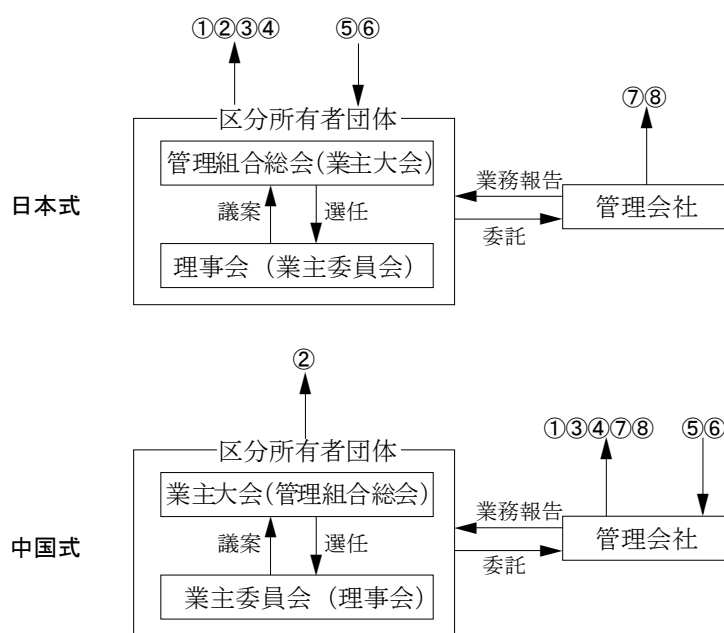 ①②③④ ⑤⑥
⑦⑧
区分所有者団体
管理組合総会(業主大会)
業務報告
日本式
議案 選任
管理会社
委託
理事会（業主委員会）
②
①③④⑦⑧ ⑤⑥
区分所有者団体
業主大会(管理組合総会)
業務報告
中国式
議案 選任
管理会社
委託
業主委員会（理事会）